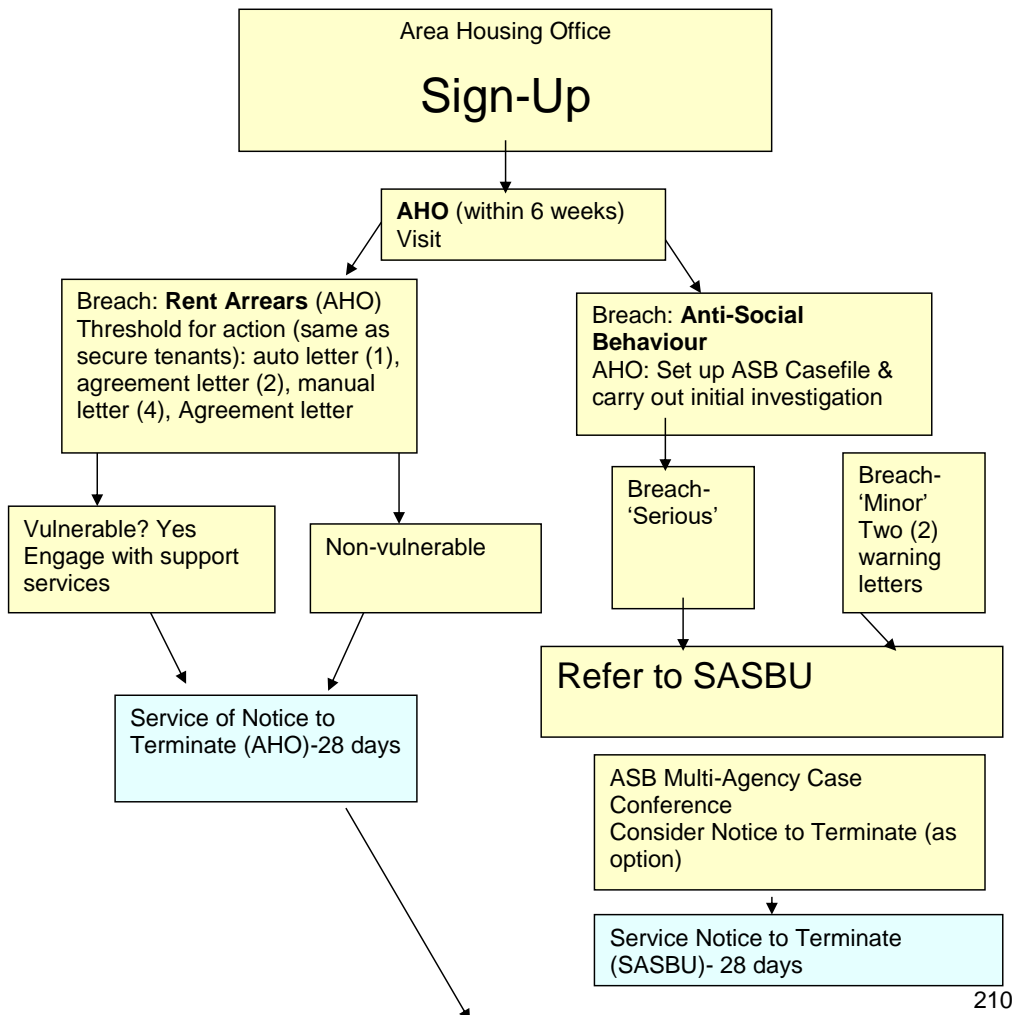 Area Housing Office
Sign-Up
AHO (within 6 weeks)
Visit
Breach: Rent Arrears (AHO)
Threshold for action (same as
secure tenants): auto letter (1),
agreement letter (2), manual
letter (4), Agreement letter
Breach: Anti-Social
Behaviour
AHO: Set up ASB Casefile &
carry out initial investigation
Vulnerable? Yes
Engage with support
services
Non-vulnerable
Breach-
‘Serious’
Breach-
‘Minor’
Two (2)
warning
letters
Service of Notice to
Terminate (AHO)-28 days
Refer to SASBU
ASB Multi-Agency Case
Conference
Consider Notice to Terminate (as
option)
Service Notice to Terminate
(SASBU)- 28 days
210